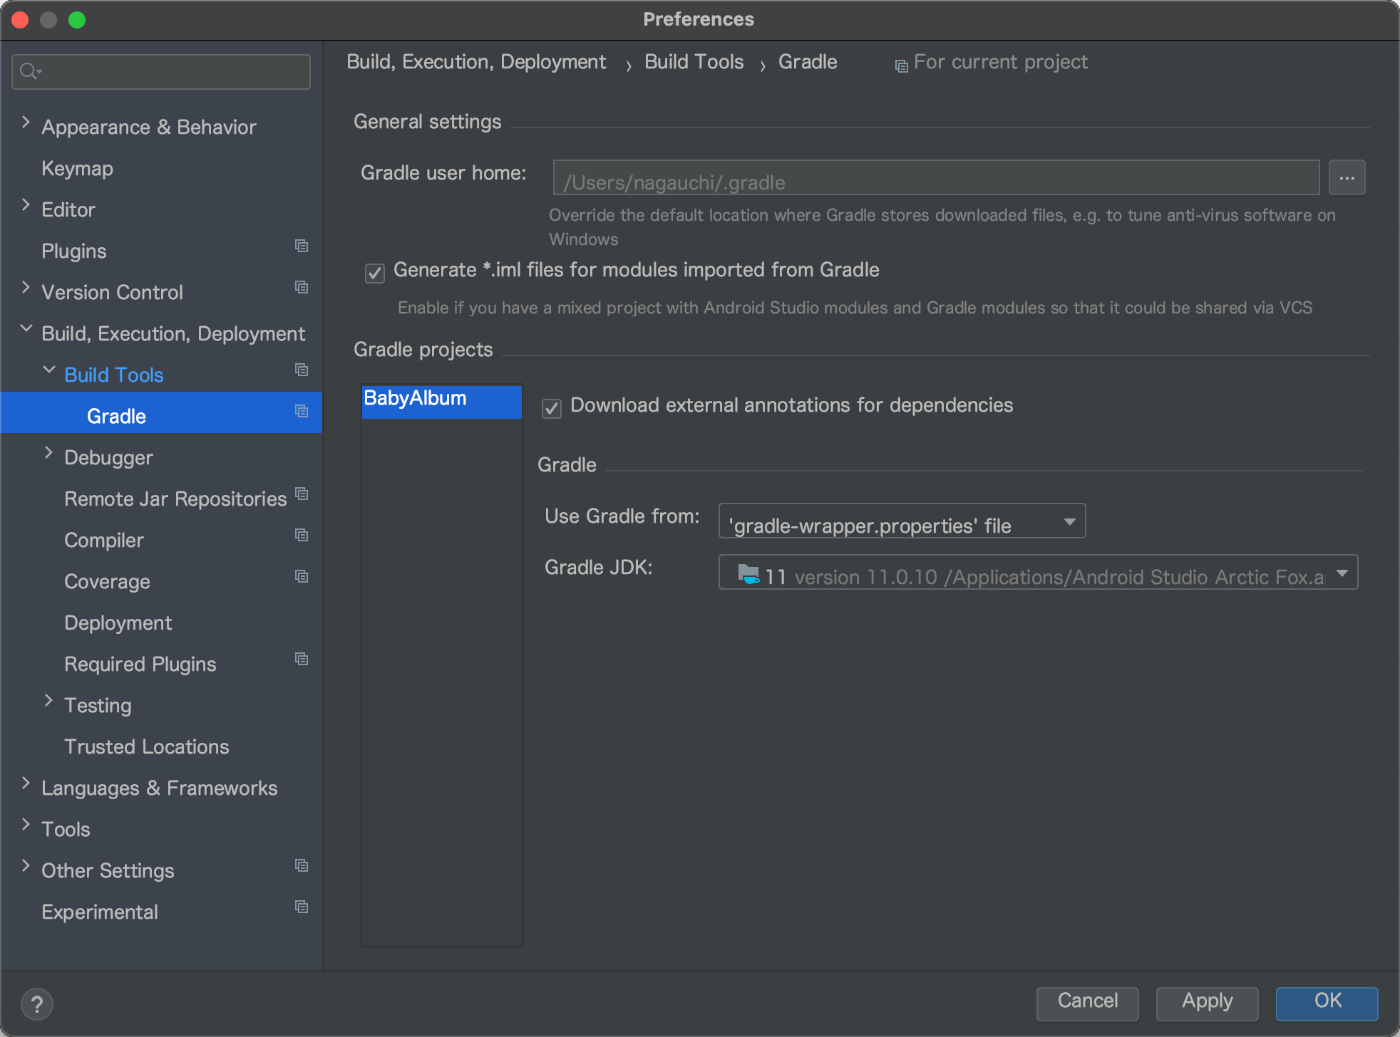 Preferences
Build, Execution, Deployment › Build Tools › Gradle For current project
Appearance & Behavior
Keymap
Editor
Plugins
Version Control
Build, Execution, Deployment
Build Tools
Gradle
Debugger
Remote Jar Repositories
Compiler
Coverage
Deployment
Required Plugins
Testing
Trusted Locations
Languages & Frameworks
Tools
Other Settings
Experimental
General settings
Gradle user home: /Users/nagauchi/.gradle ...
Override the default location where Gradle stores downloaded files, e.g. to tune anti-virus software on
Windows
Generate *.iml files for modules imported from Gradle
Enable if you have a mixed project with Android Studio modules and Gradle modules so that it could be shared via VCS
Gradle projects
BabyAlbum
Download external annotations for dependencies
Gradle
Use Gradle from: 'gradle-wrapper.properties' file
Gradle JDK: 11 version 11.0.10 /Applications/Android Studio Arctic Fox.a
? Cancel Apply OK